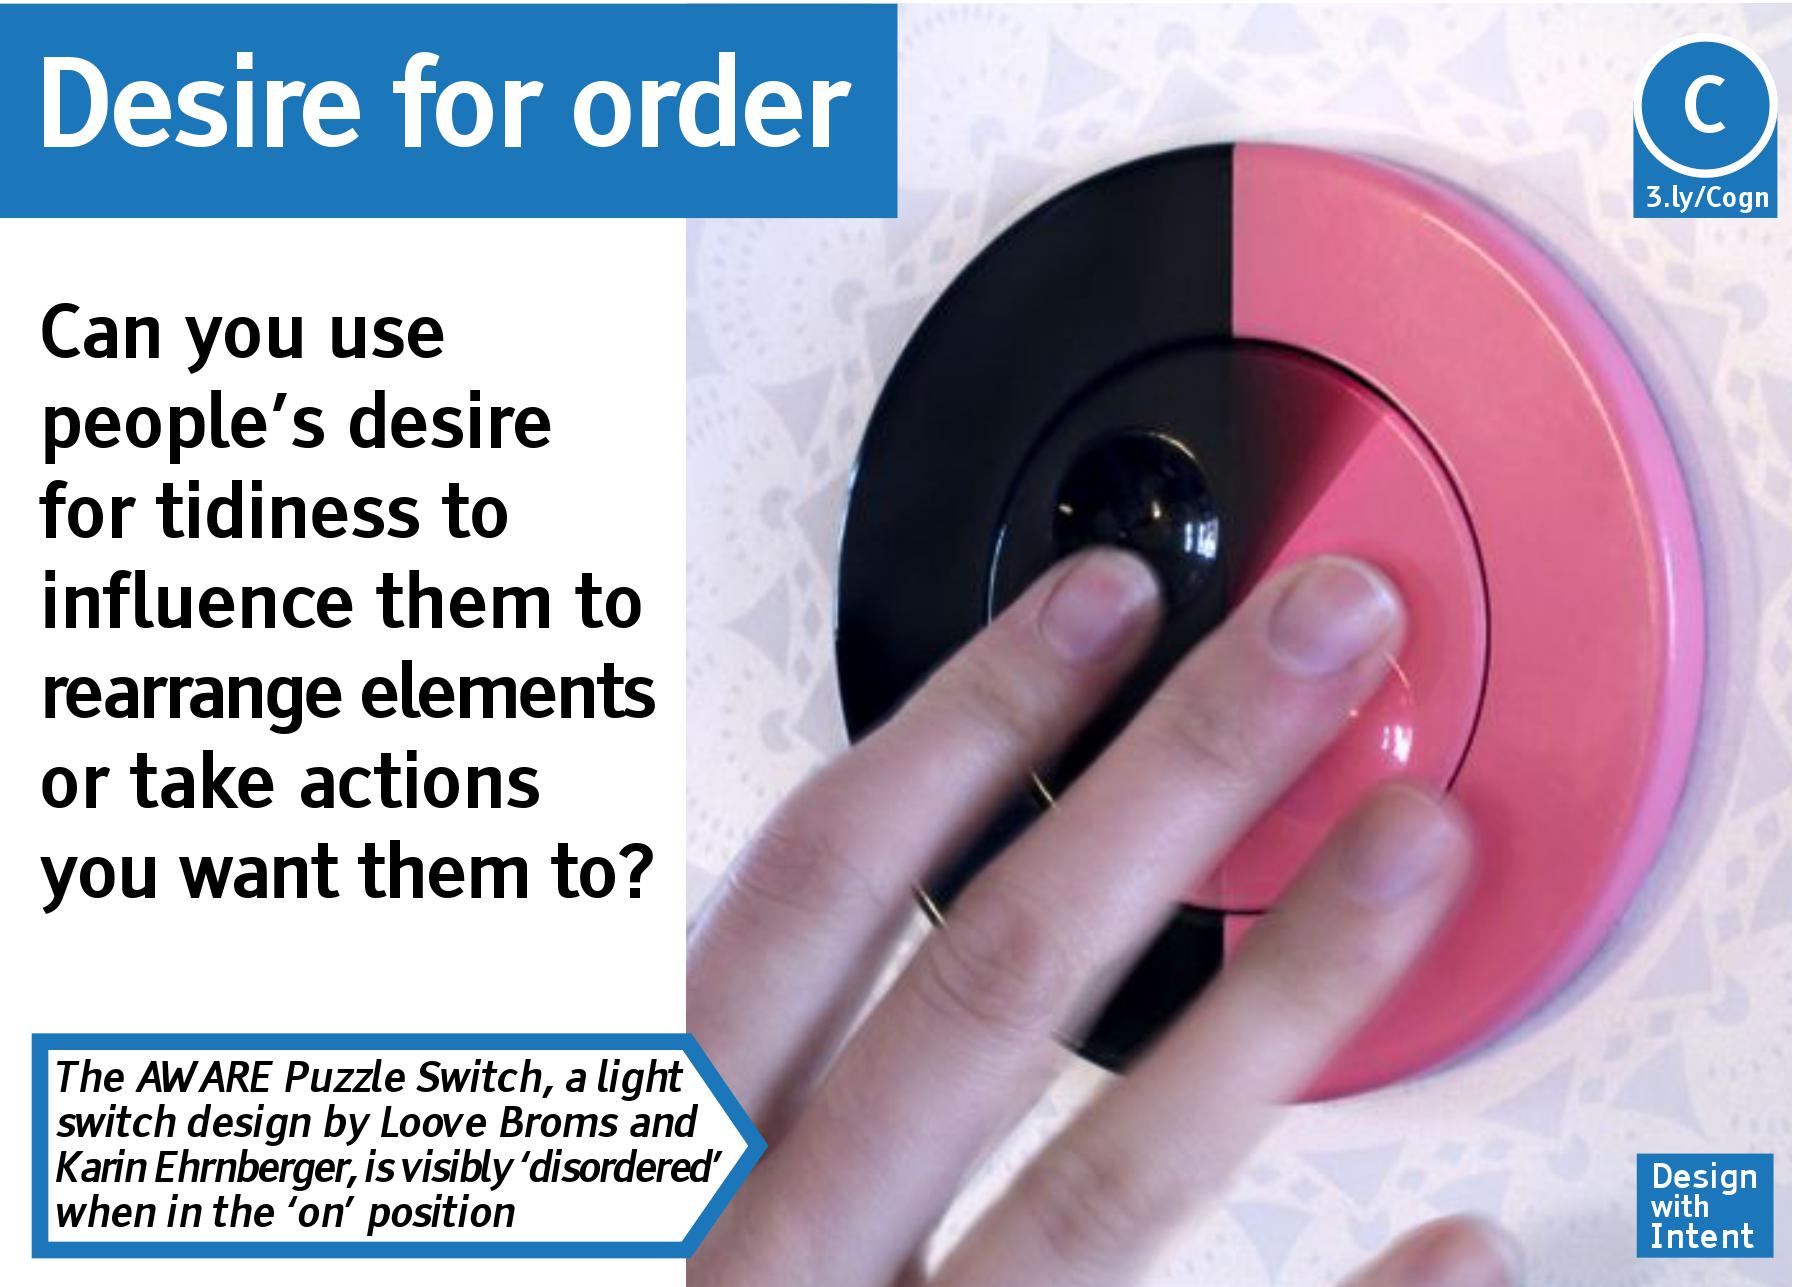 Desire for order
C
3.ly/Cogn
Can you use
people’s desire
for tidiness to
influence them to
rearrange elements
or take actions
you want them to?
The AWARE Puzzle Switch, a light
switch design by Loove Broms and
Karin Ehrnberger, is visibly ‘disordered’
when in the ‘on’ position
Design
with
Intent